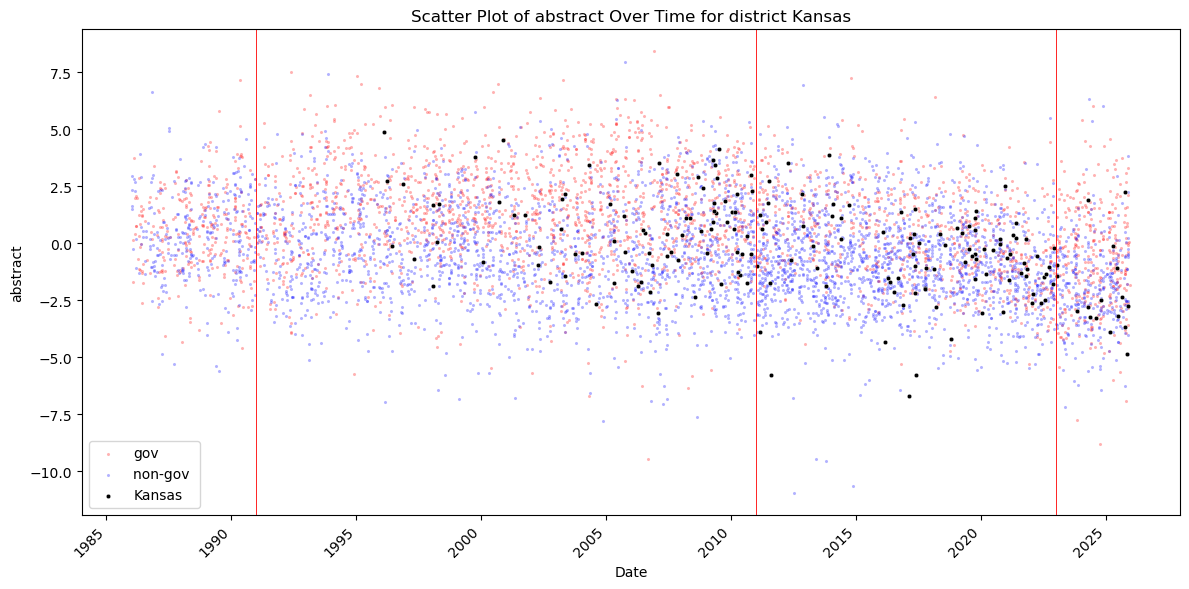 Scatter Plot of abstract Over Time for district Kansas
abstract
7.5
5.0
2.5
0.0
−2.5
−5.0
−7.5
−10.0
gov
non-gov
Kansas
1985
1990
1995
2000
2005
2010
2015
2020
2025
Date